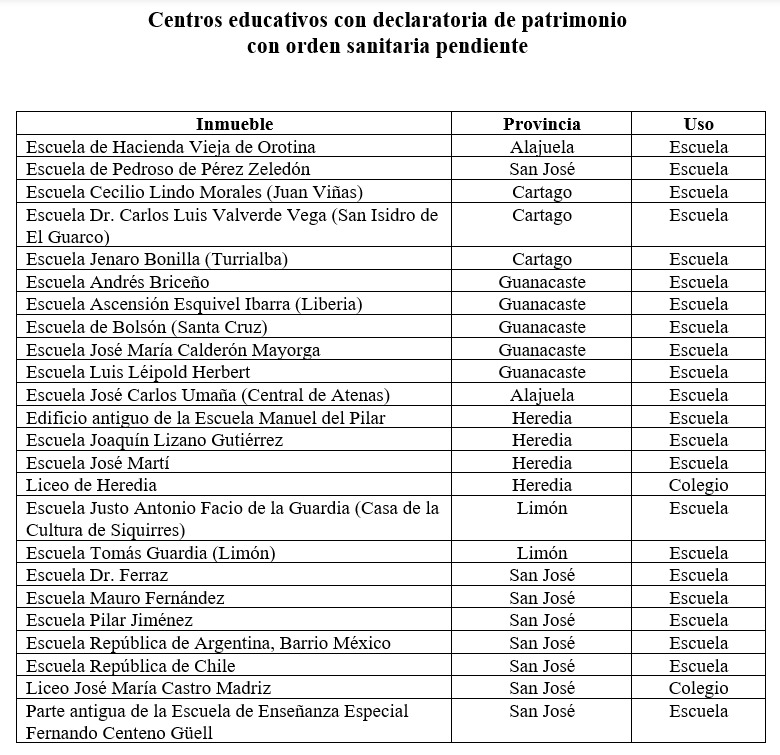 Centros educativos con declaratoria de patrimonio
con orden sanitaria pendiente
Inmueble Provincia Uso
Escuela de Hacienda Vieja de Orotina Alajuela Escuela
Escuela de Pedroso de Pérez Zeledón San José Escuela
Escuela Cecilio Lindo Morales (Juan Viñas) Cartago Escuela
Escuela Dr. Carlos Luis Valverde Vega (San Isidro de Cartago Escuela
El Guarco)
Escuela Jenaro Bonilla (Turrialba) Cartago Escuela
Escuela Andrés Briceño Guanacaste Escuela
Escuela Ascensión Esquivel Ibarra (Liberia) Guanacaste Escuela
Escuela de Bolsón (Santa Cruz) Guanacaste Escuela
Escuela José María Calderón Mayorga Guanacaste Escuela
Escuela Luis Léipold Herbert Guanacaste Escuela
Escuela José Carlos Umaña (Central de Atenas) Alajuela Escuela
Edificio antiguo de la Escuela Manuel del Pilar Heredia Escuela
Escuela Joaquín Lizano Gutiérrez Heredia Escuela
Escuela José Martí Heredia Escuela
Liceo de Heredia Heredia Colegio
Escuela Justo Antonio Facio de la Guardia (Casa de la Limón Escuela
Cultura de Siquirres)
Escuela Tomás Guardia (Limón) Limón Escuela
Escuela Dr. Ferraz San José Escuela
Escuela Mauro Fernández San José Escuela
Escuela Pilar Jiménez San José Escuela
Escuela República de Argentina, Barrio México San José Escuela
Escuela República de Chile San José Escuela
Liceo José María Castro Madriz San José Colegio
Parte antigua de la Escuela de Enseñanza Especial San José Escuela
Fernando Centeno Güell